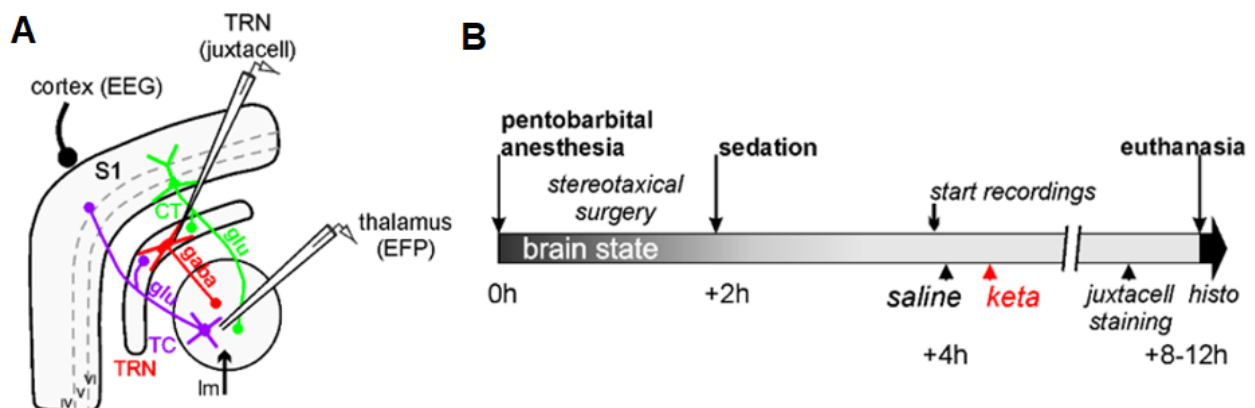 A
TRN
(juxtacell)
cortex (EEG)
S1
CT
glu
thalamus
(EFP)
gaba
glu
TC
TRN
lm
VI
V
IV
B
pentobarbital
anesthesia
sedation
euthanasia
stereotaxical
surgery
start recordings
brain state
0h
+2h
saline
keta
juxtacell
staining
histo
+4h
+8-12h